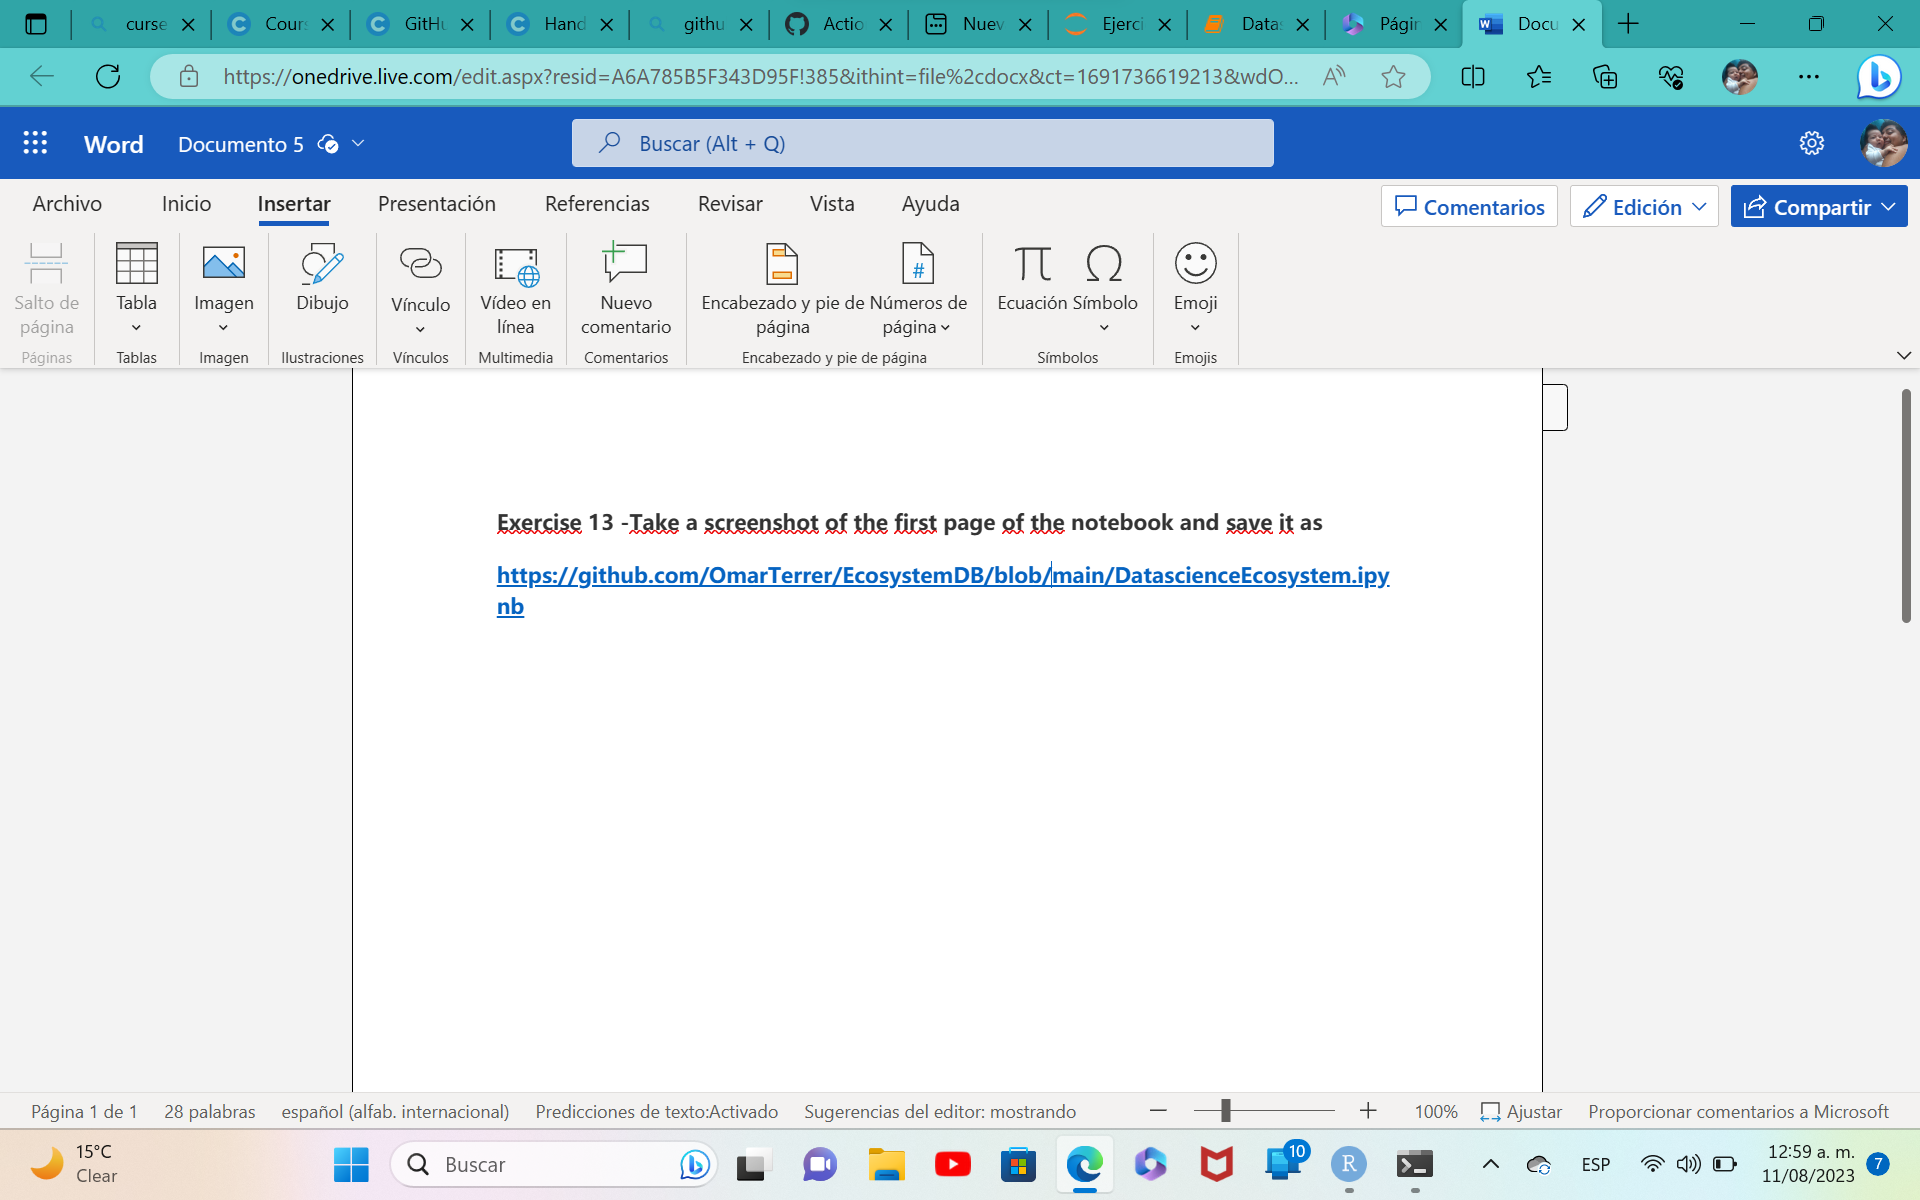 curse
Cours
GitHu
Hand
githu
Actio
Nuev
Ejerci
Datas
Págin
Docu
https://onedrive.live.com/edit.aspx?resid=A6A785B5F343D95F!385&ithint=file%2cdocx&ct=1691736619213&wdO...
Word
Documento 5
Buscar (Alt + Q)
Archivo
Inicio
Insertar
Presentación
Referencias
Revisar
Vista
Ayuda
Comentarios
Edición
Compartir
Salto de
página
Tabla
Imagen
Dibujo
Vínculo
Vídeo en
línea
Nuevo
comentario
Encabezado y pie de
página
Números de
página
Ecuación
Símbolo
Emoji
Páginas
Tablas
Imagen
Ilustraciones
Vínculos
Multimedia
Comentarios
Encabezado y pie de página
Símbolos
Emojis
Exercise 13 -Take a screenshot of the first page of the notebook and save it as
https://github.com/OmarTerrer/EcosystemDB/blob/main/DatascienceEcosystem.ipy
nb
Página 1 de 1
28 palabras
español (alfab. internacional)
Predicciones de texto:Activado
Sugerencias del editor: mostrando
100%
Ajustar
Proporcionar comentarios a Microsoft
15°C
Clear
Buscar
10
R
ESP
12:59 a. m.
11/08/2023
7